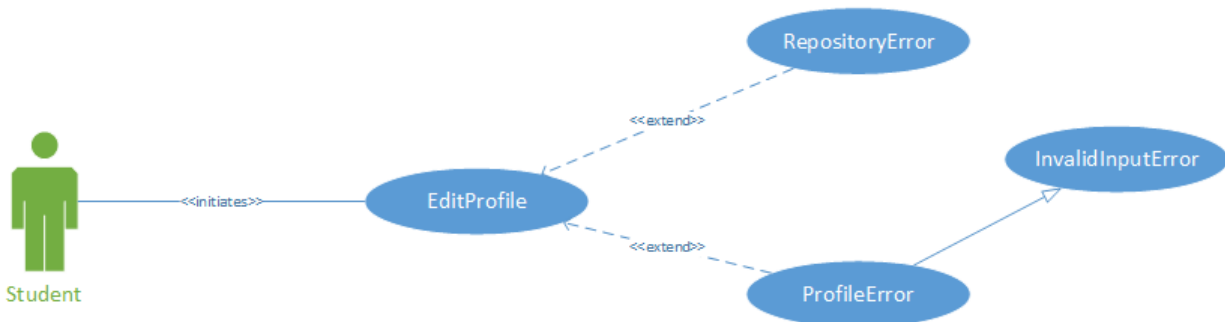 RepositoryError
<<extend>>
InvalidInputError
<<initiates>>
EditProfile
<<extend>>
Student
ProfileError